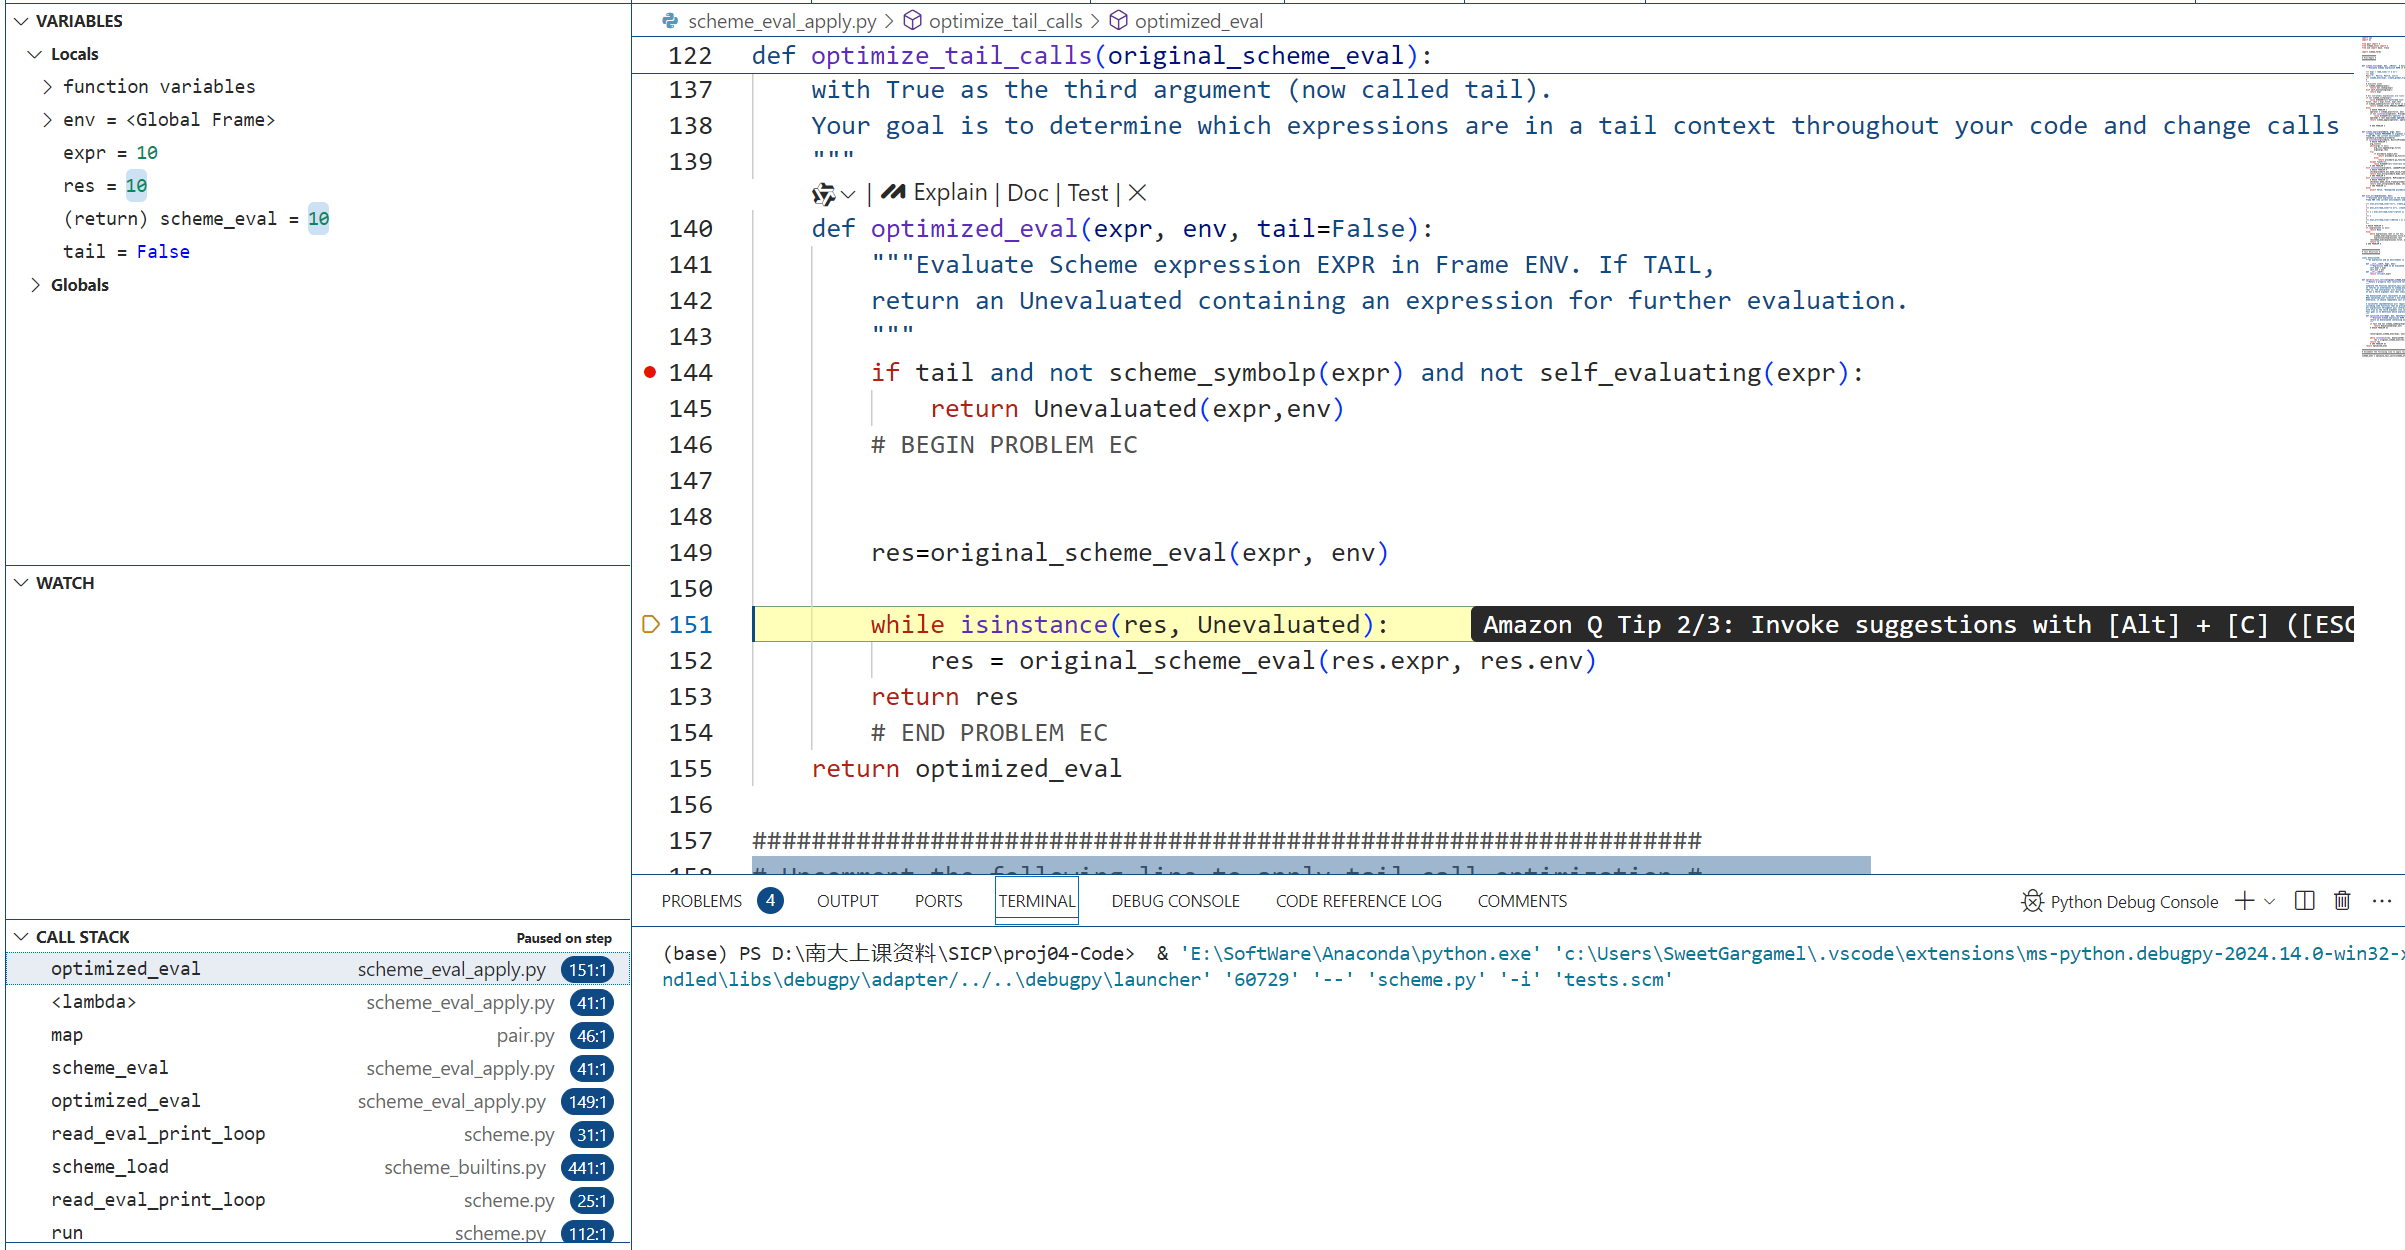 VARIABLES
Locals
function variables
env = <Global Frame>
expr = 10
res = 10
(return) scheme_eval = 10
tail = False
Globals
WATCH
CALL STACK
Paused on step
optimized_eval scheme_eval_apply.py 151:1
<lambda> scheme_eval_apply.py 41:1
map pair.py 46:1
scheme_eval scheme_eval_apply.py 41:1
optimized_eval scheme_eval_apply.py 149:1
read_eval_print_loop scheme.py 31:1
scheme_load scheme_builtins.py 441:1
read_eval_print_loop scheme.py 25:1
run scheme.py 112:1
scheme_eval_apply.py > optimize_tail_calls > optimized_eval
122 def optimize_tail_calls(original_scheme_eval):
137 with True as the third argument (now called tail).
138 Your goal is to determine which expressions are in a tail context throughout your code and change calls
139 """
| Explain | Doc | Test | X
140 def optimized_eval(expr, env, tail=False):
141 """Evaluate Scheme expression EXPR in Frame ENV. If TAIL,
142 return an Unevaluated containing an expression for further evaluation.
143 """
144 if tail and not scheme_symbolp(expr) and not self_evaluating(expr):
145 return Unevaluated(expr,env)
146 # BEGIN PROBLEM EC
147
148
149 res=original_scheme_eval(expr, env)
150
151 while isinstance(res, Unevaluated): Amazon Q Tip 2/3: Invoke suggestions with [Alt] + [C] ([ESC
152 res = original_scheme_eval(res.expr, res.env)
153 return res
154 # END PROBLEM EC
155 return optimized_eval
156
157 ################################################################
158 # Uncomment the following line to apply tail call optimization #
PROBLEMS 4 OUTPUT PORTS TERMINAL DEBUG CONSOLE CODE REFERENCE LOG COMMENTS
Python Debug Console
(base) PS D:\南大上课资料\SICP\proj04-Code>  & 'E:\SoftWare\Anaconda\python.exe' 'c:\Users\SweetGargamel\.vscode\extensions\ms-python.debugpy-2024.14.0-win32-x
ndled\libs\debugpy\adapter/../..\debugpy\launcher' '60729' '--' 'scheme.py' '-i' 'tests.scm'